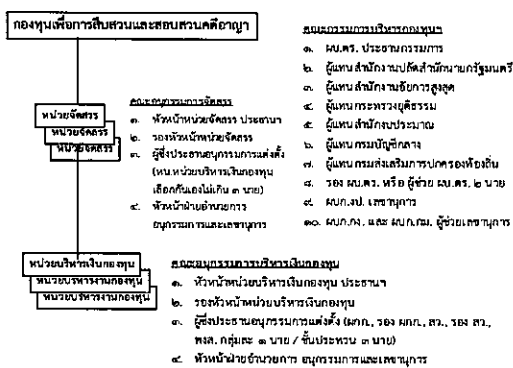 กองทุนเพื่อการสืบสวนและสอบสวนคดีอาญา
คณะกรรมการบริหารกองทุนฯ
๑. ผบ.ตร. ประธานกรรมการ
๒. ผู้แทนสำนักงานปลัดสำนักนายกรัฐมนตรี
๓. ผู้แทนสำนักงานอัยการสูงสุด
๔. ผู้แทนกระทรวงยุติธรรม
๕. ผู้แทนสำนักงบประมาณ
๖. ผู้แทนกรมบัญชีกลาง
๗. ผู้แทนกรมส่งเสริมการปกครองท้องถิ่น
๘. รอง ผบ.ตร. หรือ ผู้ช่วย ผบ.ตร. ๒ นาย
๙. ผบก.งป. เลขานุการ
๑๐. ผบก.กง. และ ผบก.กม. ผู้ช่วยเลขานุการ
หน่วยจัดสรร
หน่วยจัดสรร
หน่วยจัดสรร
คณะอนุกรรมการจัดสรร
๑. หัวหน้าหน่วยจัดสรร ประธานฯ
๒. รองหัวหน้าหน่วยจัดสรร
๓. ผู้ซึ่งประธานอนุกรรมการแต่งตั้ง
(หน.หน่วยบริหารเงินกองทุน
เลือกกันเองไม่เกิน ๓ นาย)
๔. หัวหน้าฝ่ายอำนวยการ
อนุกรรมการและเลขานุการ
หน่วยบริหารเงินกองทุน
หน่วยบริหารงานกองทุน
หน่วยบริหารงานกองทุน
คณะอนุกรรมการบริหารเงินกองทุน
๑. หัวหน้าหน่วยบริหารเงินกองทุน ประธานฯ
๒. รองหัวหน้าหน่วยบริหารเงินกองทุน
๓. ผู้ซึ่งประธานอนุกรรมการแต่งตั้ง (ผกก., รอง ผกก., สว., รอง สว.,
พงส. กลุ่มละ ๑ นาย / ชั้นประทวน ๓ นาย)
๔. หัวหน้าฝ่ายอำนวยการ อนุกรรมการและเลขานุการ